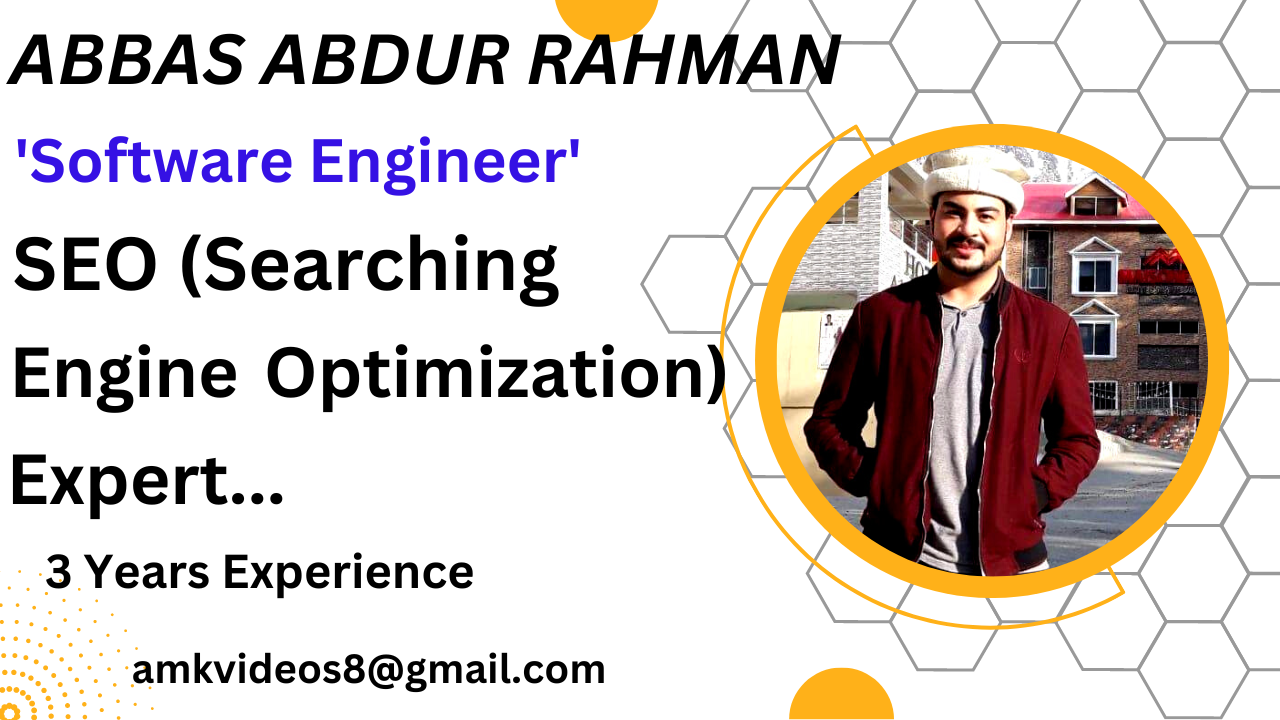 ABBAS ABDUR RAHMAN
'Software Engineer'
SEO (Searching
Engine Optimization)
Expert...
3 Years Experience
amkvideos8@gmail.com